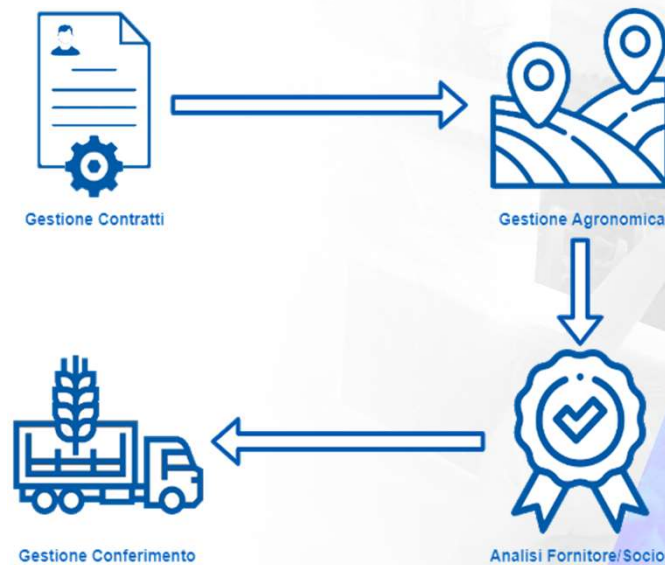 Gestione Contratti
Gestione Agronomica
Gestione Conferimento
Analisi Fornitore/Socio